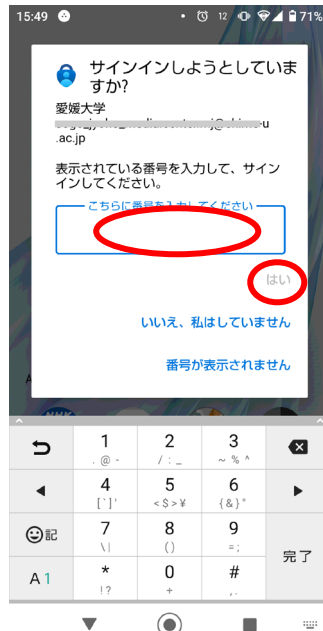 15:49
12
71%
サインインしようとしていま
すか?
愛媛大学
u
.ac.jp
表示されている番号を入力して、サイン
インしてください。
こちらに番号を入力してください
はい
いいえ、私はしていません
番号が表示されません
A
1 2 3
. @ - / : _ ~ % ^
4 5 6
[`]' < $ > ¥ { & } "
記 7 8 9
\ | ( ) = ;
完了
A 1 * 0 #
! ? + , .